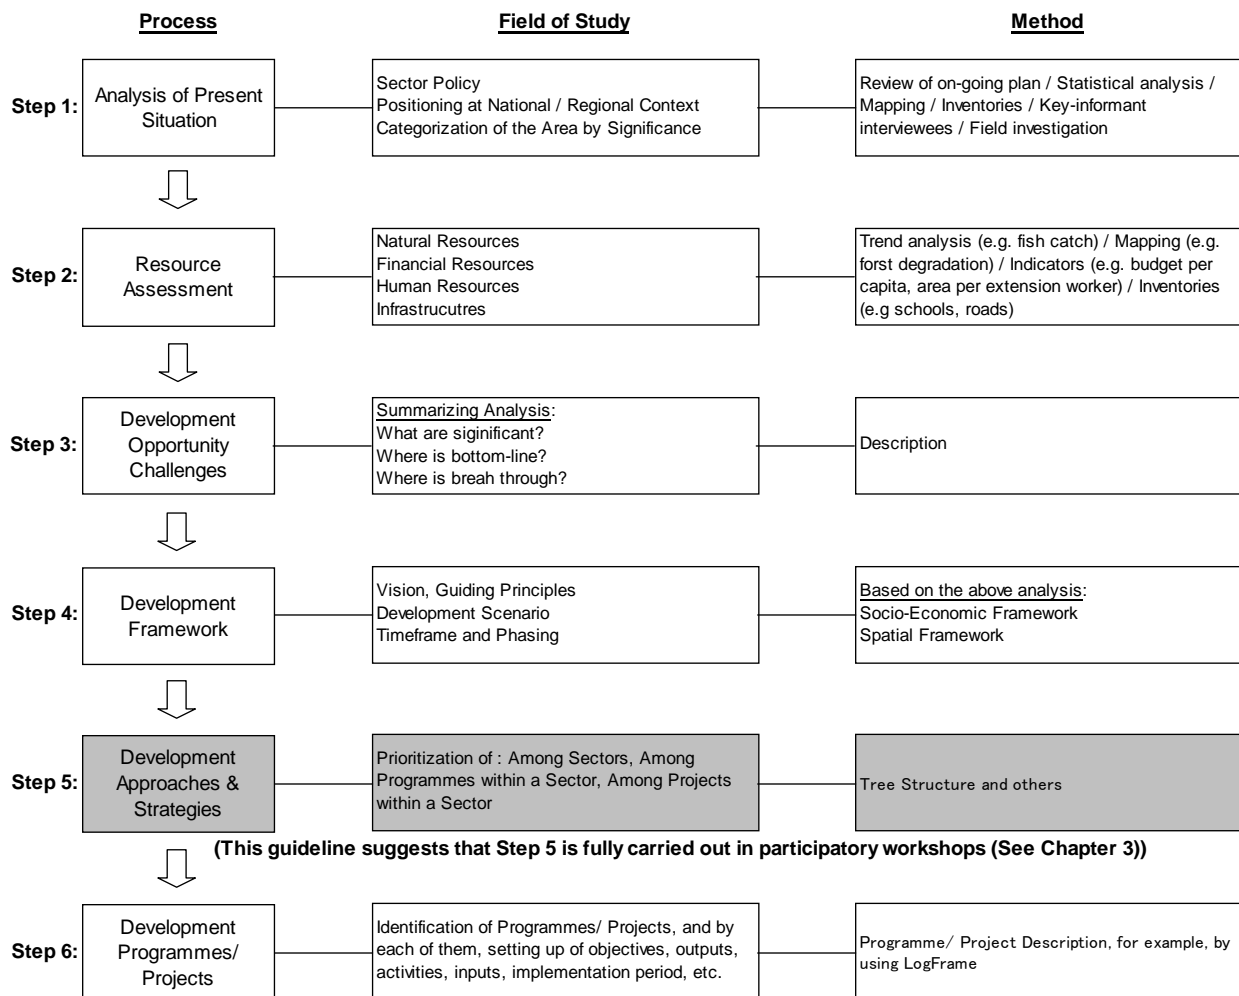 Process
Field of Study
Method
Step 1:
Analysis of Present
Situation
Sector Policy
Positioning at National / Regional Context
Categorization of the Area by Significance
Review of on-going plan / Statistical analysis /
Mapping / Inventories / Key-informant
interviewees / Field investigation
Step 2:
Resource
Assessment
Natural Resources
Financial Resources
Human Resources
Infrastrucutres
Trend analysis (e.g. fish catch) / Mapping (e.g.
forst degradation) / Indicators (e.g. budget per
capita, area per extension worker) / Inventories
(e.g schools, roads)
Step 3:
Development
Opportunity
Challenges
Summarizing Analysis:
What are siginificant?
Where is bottom-line?
Where is breah through?
Description
Step 4:
Development
Framework
Vision, Guiding Principles
Development Scenario
Timeframe and Phasing
Based on the above analysis:
Socio-Economic Framework
Spatial Framework
Step 5:
Development
Approaches &
Strategies
Prioritization of : Among Sectors, Among
Programmes within a Sector, Among Projects
within a Sector
Tree Structure and others
(This guideline suggests that Step 5 is fully carried out in participatory workshops (See Chapter 3))
Step 6:
Development
Programmes/
Projects
Identification of Programmes/ Projects, and by
each of them, setting up of objectives, outputs,
activities, inputs, implementation period, etc.
Programme/ Project Description, for example, by
using LogFrame